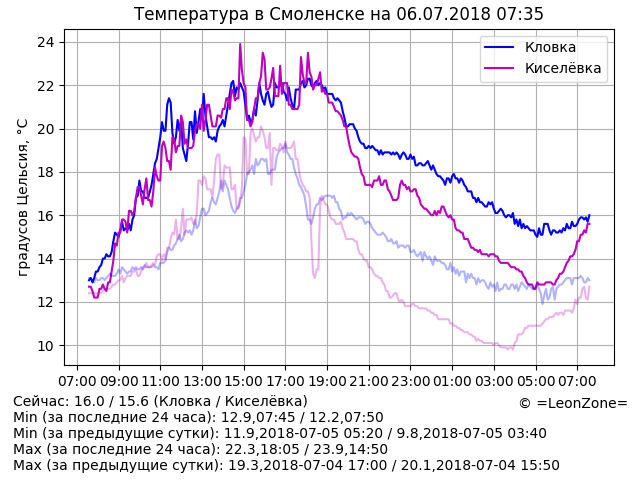 Температура в Смоленске на 06.07.2018 07:35
градусов Цельсия, °C
24
22
20
18
16
14
12
10
Кловка
Киселёвка
07:00 09:00 11:00 13:00 15:00 17:00 19:00 21:00 23:00 01:00 03:00 05:00 07:00
Сейчас: 16.0 / 15.6 (Кловка / Киселёвка)
© =LeonZone=
Min (за последние 24 часа): 12.9,07:45 / 12.2,07:50
Min (за предыдущие сутки): 11.9,2018-07-05 05:20 / 9.8,2018-07-05 03:40
Max (за последние 24 часа): 22.3,18:05 / 23.9,14:50
Max (за предыдущие сутки): 19.3,2018-07-04 17:00 / 20.1,2018-07-04 15:50